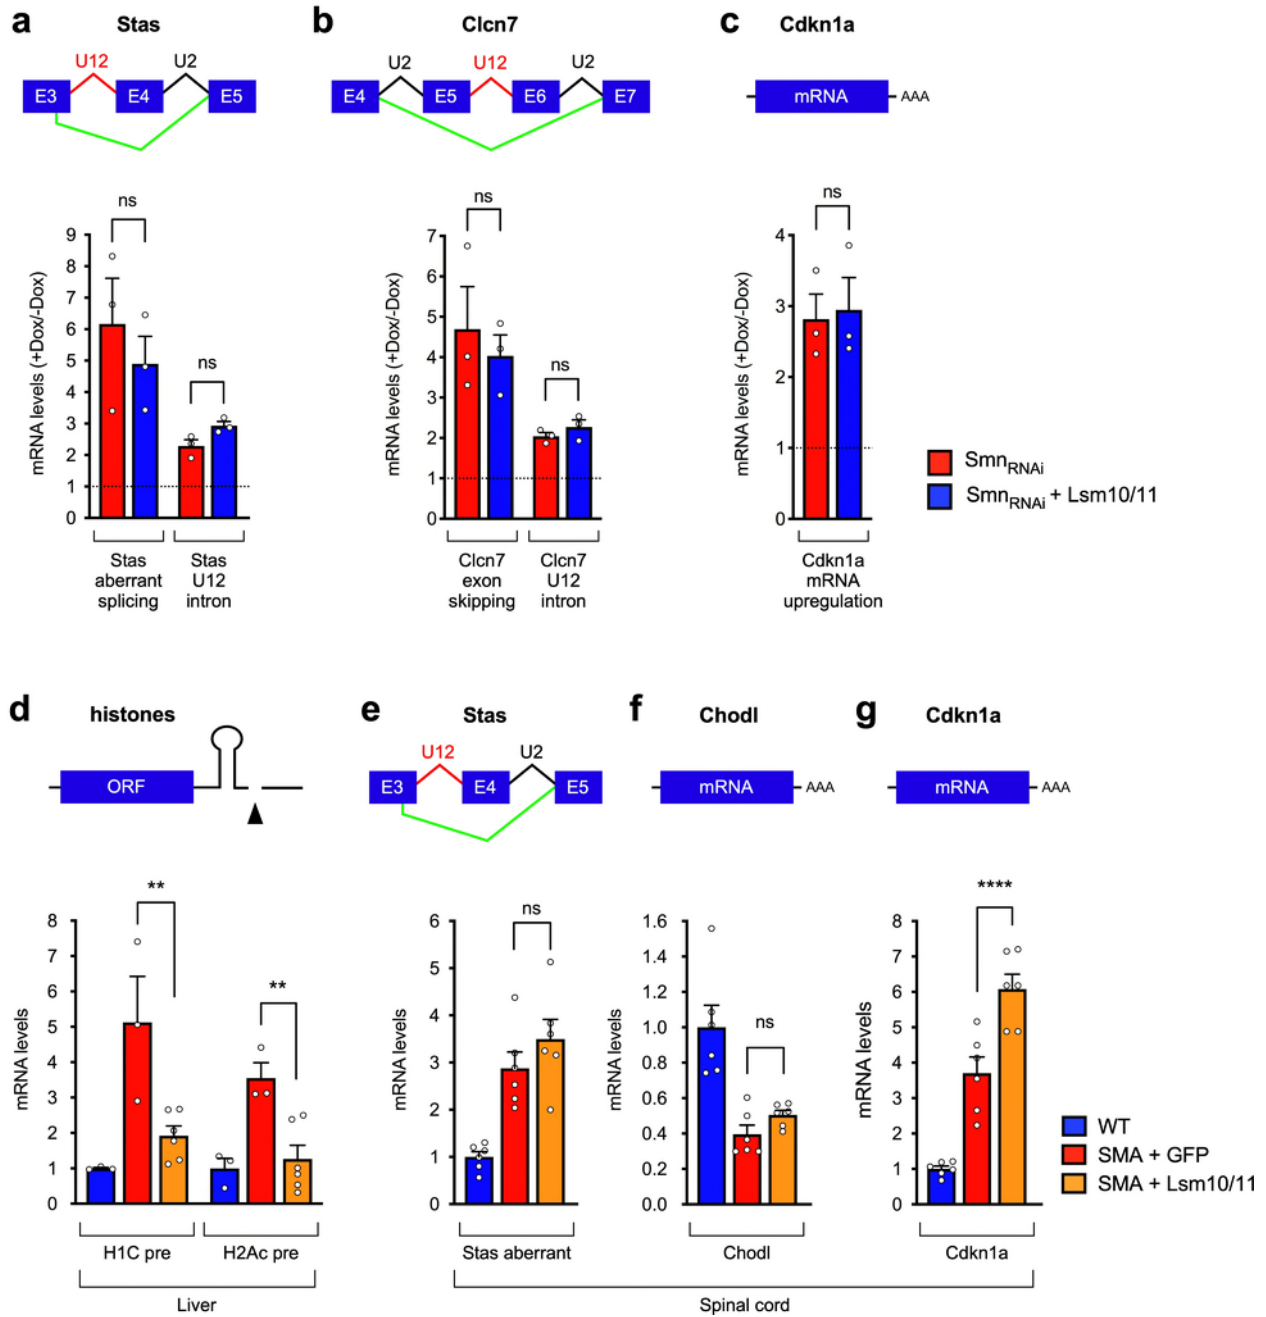 a
Stas
U12
U2
E3
E4
E5
ns
ns
mRNA levels (+Dox/-Dox)
9
8
7
6
5
4
3
2
1
0
Stas
aberrant
splicing
Stas
U12
intron
b
Clcn7
U2
U12
U2
E4
E5
E6
E7
ns
ns
mRNA levels (+Dox/-Dox)
7
6
5
4
3
2
1
0
Clcn7
exon
skipping
Clcn7
U12
intron
c
Cdkn1a
mRNA
AAA
ns
mRNA levels (+Dox/-Dox)
4
3
2
1
0
Cdkn1a
mRNA
upregulation
SmnRNAi
SmnRNAi + Lsm10/11
d
histones
ORF
**
**
mRNA levels
8
7
6
5
4
3
2
1
0
H1C pre
H2Ac pre
Liver
e
Stas
U12
U2
E3
E4
E5
ns
mRNA levels
6
5
4
3
2
1
0
Stas aberrant
f
Chodl
mRNA
AAA
ns
mRNA levels
1.6
1.4
1.2
1.0
0.8
0.6
0.4
0.2
0.0
Chodl
g
Cdkn1a
mRNA
AAA
****
mRNA levels
8
7
6
5
4
3
2
1
0
Cdkn1a
Spinal cord
WT
SMA + GFP
SMA + Lsm10/11